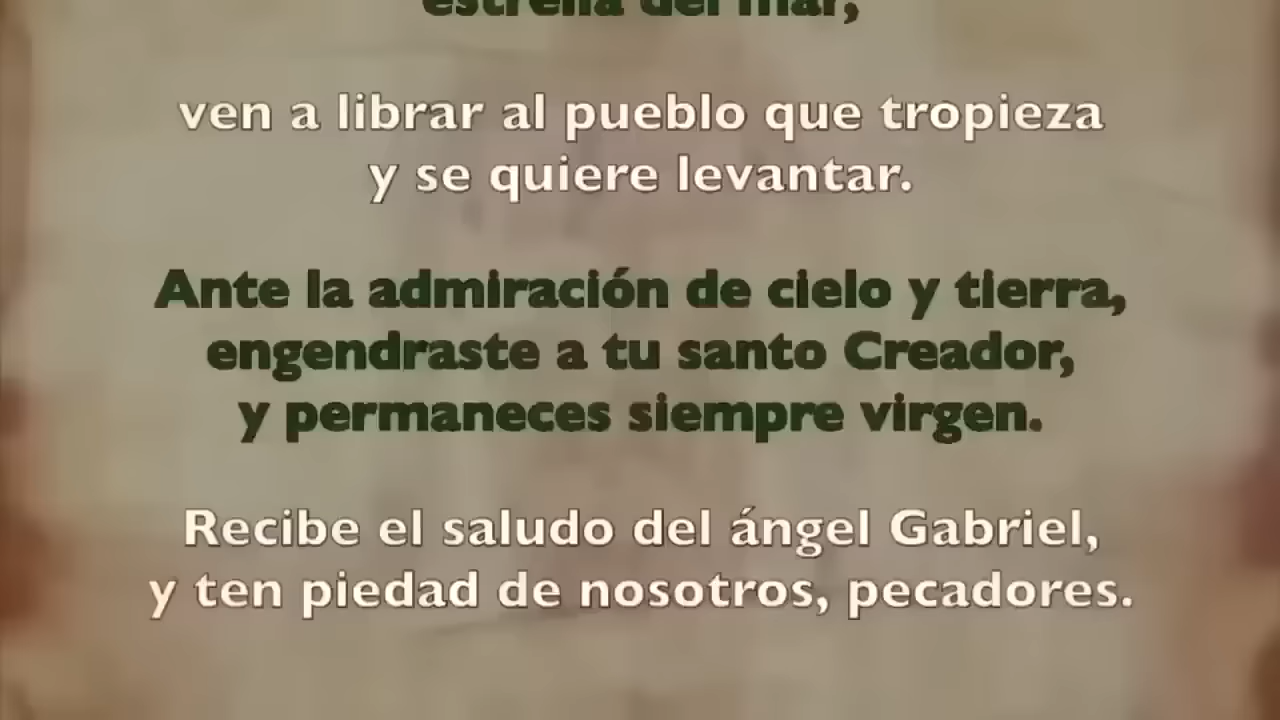 estrella del mar,
ven a librar al pueblo que tropieza
y se quiere levantar.
Ante la admiración de cielo y tierra,
engendraste a tu santo Creador,
y permaneces siempre virgen.
Recibe el saludo del ángel Gabriel,
y ten piedad de nosotros, pecadores.